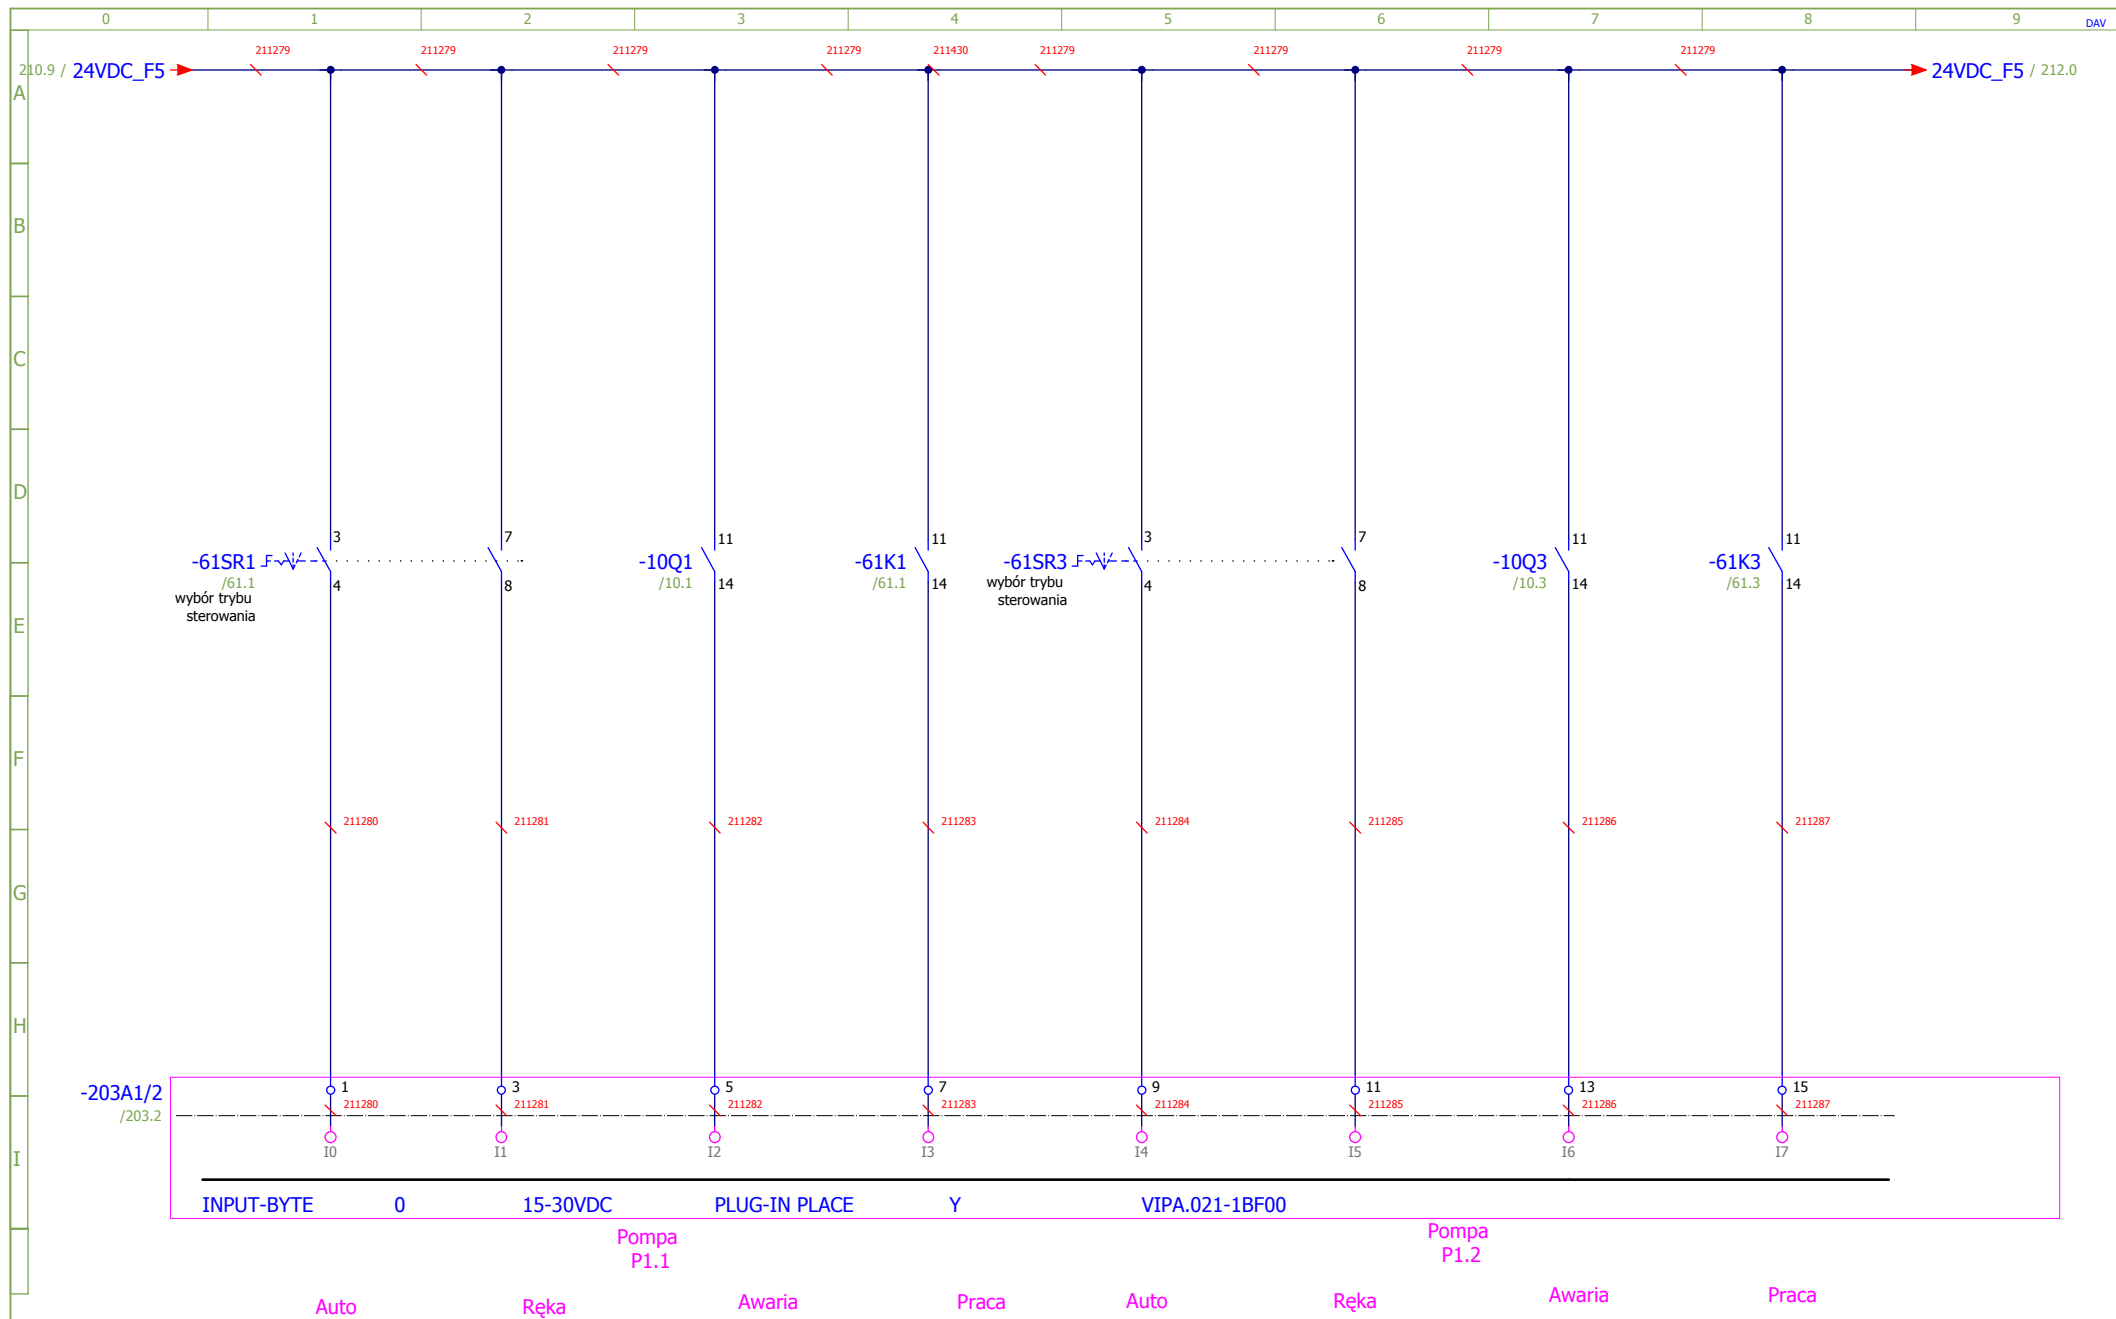 0 1 2 3 4 5 6 7 8 9 DAV
211279 211279 211279 211279 211430 211279 211279 211279 211279
210.9 / 24VDC_F5 24VDC_F5 / 212.0
A
B
C
D
3 7 11 11 3 7 11 11
-61SR1 -10Q1 -61K1 -61SR3 -10Q3 -61K3
/61.1 4 8 /10.1 14 /61.1 14 wybór trybu 4 8 /10.3 14 /61.3 14
wybór trybu sterowania
sterowania
E
F
211280 211281 211282 211283 211284 211285 211286 211287
G
H
-203A1/2 1 3 5 7 9 11 13 15
/203.2 211280 211281 211282 211283 211284 211285 211286 211287
I I0 I1 I2 I3 I4 I5 I6 I7
INPUT-BYTE 0 15-30VDC PLUG-IN PLACE Y VIPA.021-1BF00
Pompa Pompa
P1.1 P1.2
Auto Ręka Awaria Praca Auto Ręka Awaria Praca